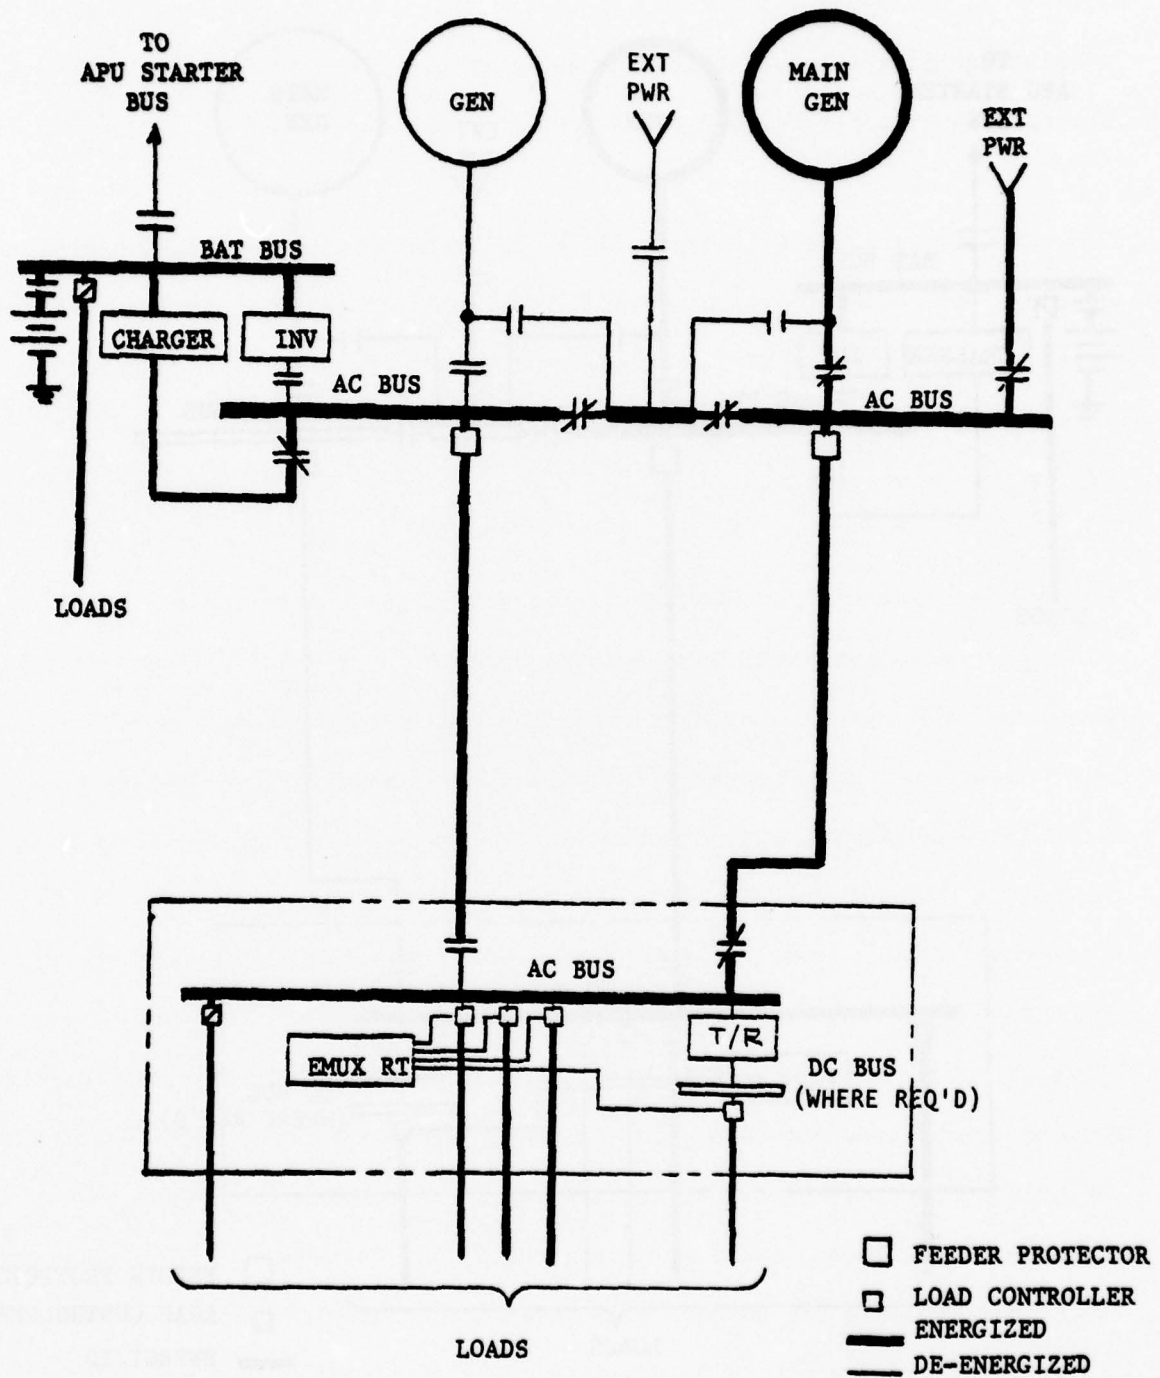 TO
APU STARTER
BUS
GEN
EXT
PWR
MAIN
GEN
EXT
PWR
BAT BUS
CHARGER
INV
AC BUS
AC BUS
LOADS
AC BUS
EMUX RT
T/R
DC BUS
(WHERE REQ'D)
LOADS
FEEDER PROTECTOR
LOAD CONTROLLER
ENERGIZED
DE-ENERGIZED